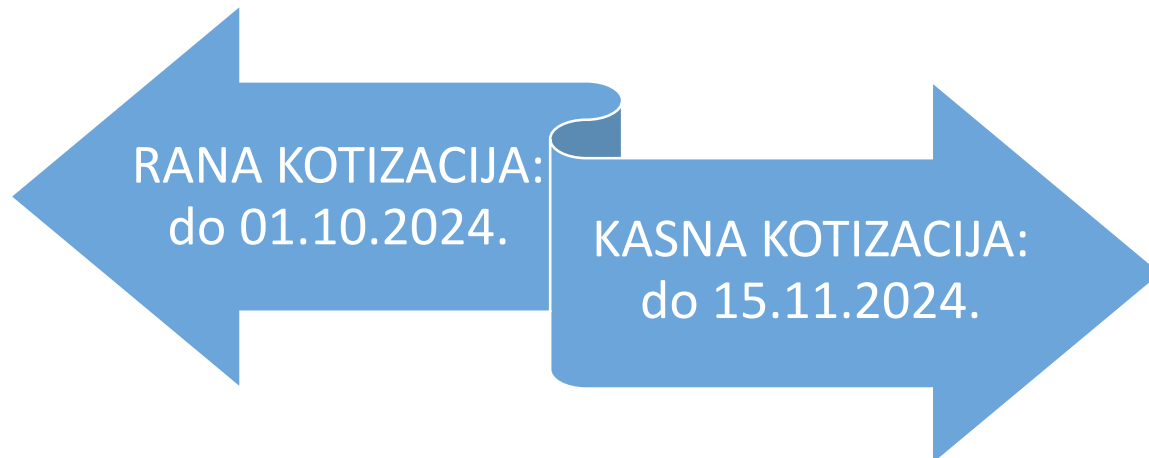 RANA KOTIZACIJA:
do 01.10.2024.
KASNA KOTIZACIJA:
do 15.11.2024.